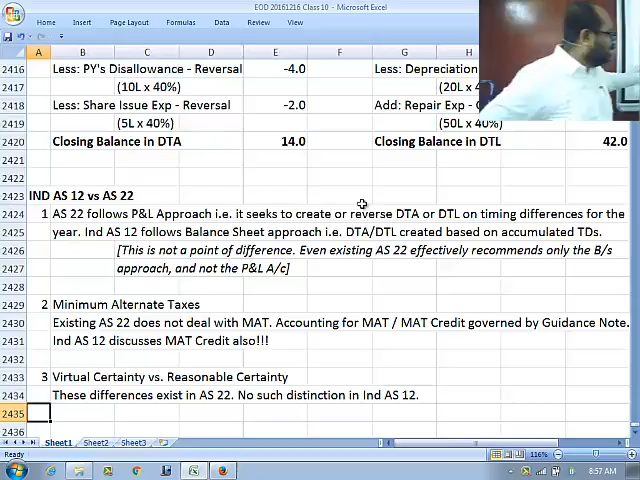 EOD 20161216 Class 10 - Microsoft Excel
Home Insert Page Layout Formulas Data Review View
A B C D E F G H
2416 Less: PY's Disallowance - Reversal -4.0 Less: Depreciation
2417 (10L x 40%) (20L x 4
2418 Less: Share Issue Exp - Reversal -2.0 Add: Repair Exp - C
2419 (5L x 40%) (50L x 40%)
2420 Closing Balance in DTA 14.0 Closing Balance in DTL 42.0
2421
2422
2423 IND AS 12 vs AS 22
2424 1 AS 22 follows P&L Approach i.e. it seeks to create or reverse DTA or DTL on timing differences for the
2425 year. Ind AS 12 follows Balance Sheet approach i.e. DTA/DTL created based on accumulated TDs.
2426 [This is not a point of difference. Even existing AS 22 effectively recommends only the B/s
2427 approach, and not the P&L A/c]
2428
2429 2 Minimum Alternate Taxes
2430 Existing AS 22 does not deal with MAT. Accounting for MAT / MAT Credit governed by Guidance Note.
2431 Ind AS 12 discusses MAT Credit also!!!
2432
2433 3 Virtual Certainty vs. Reasonable Certainty
2434 These differences exist in AS 22. No such distinction in Ind AS 12.
2435
2436
Sheet1 Sheet2 Sheet3
Ready 116%
8:57 AM